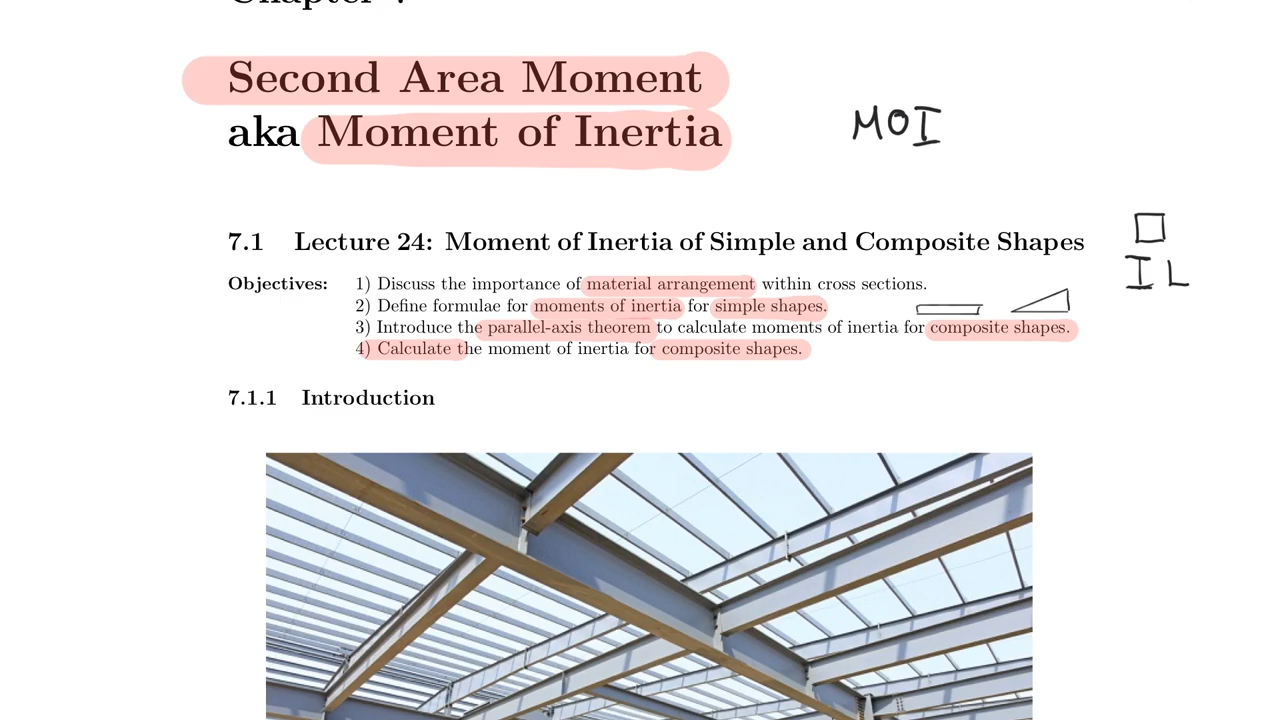 Second Area Moment
aka Moment of Inertia
MOI
7.1 Lecture 24: Moment of Inertia of Simple and Composite Shapes
I L
Objectives: 1) Discuss the importance of material arrangement within cross sections.
2) Define formulae for moments of inertia for simple shapes.
3) Introduce the parallel-axis theorem to calculate moments of inertia for composite shapes.
4) Calculate the moment of inertia for composite shapes.
7.1.1 Introduction